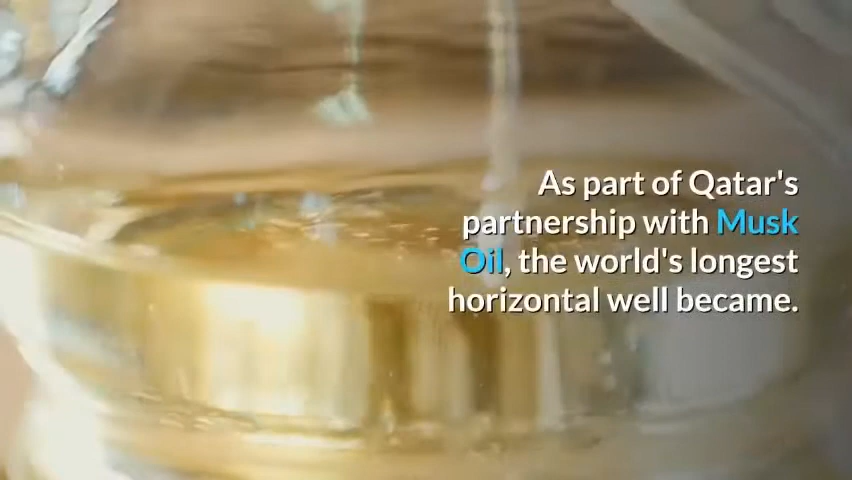 As part of Qatar's
partnership with Musk
Oil, the world's longest
horizontal well became.